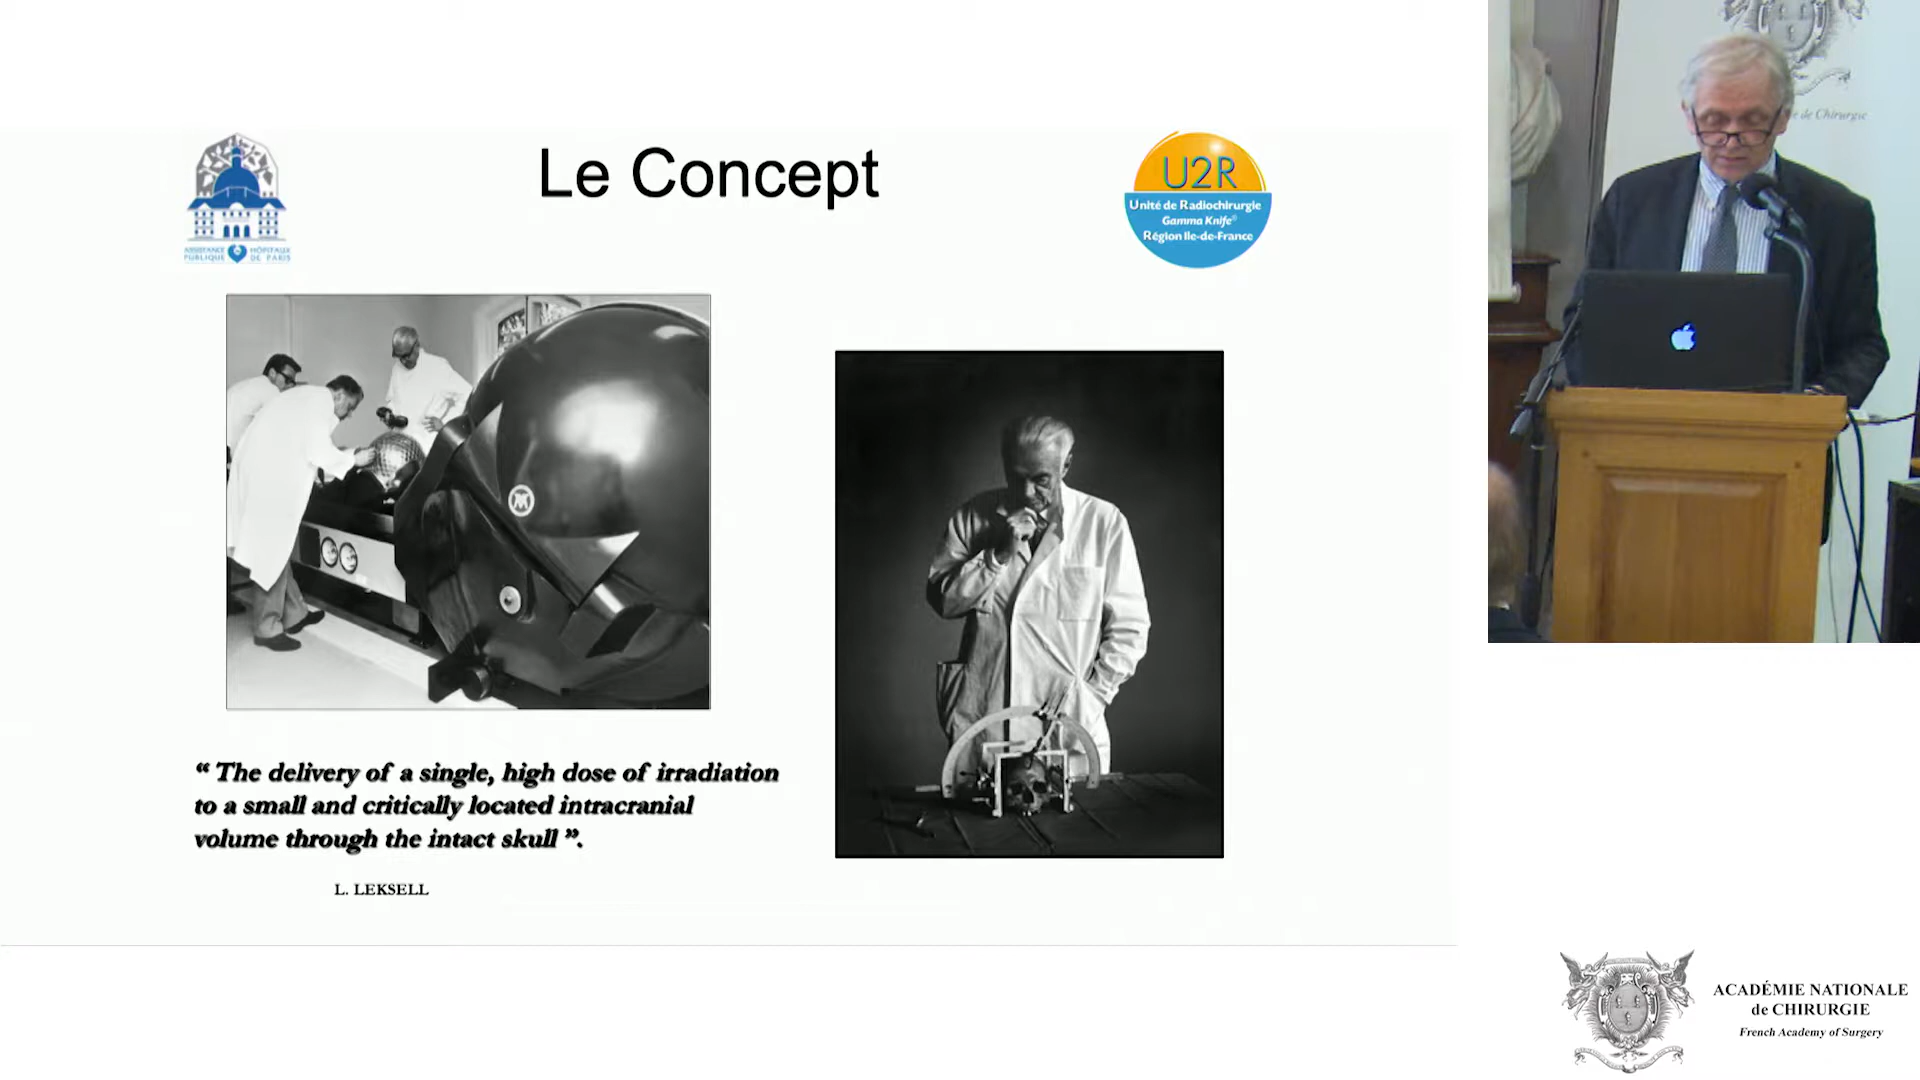 Le Concept
ASSISTANCE HÔPITAUX
PUBLIQUE DE PARIS
U2R
Unité de Radiochirurgie
Gamma Knife®
Région Ile-de-France
“ The delivery of a single, high dose of irradiation
to a small and critically located intracranial
volume through the intact skull ”.
L. LEKSELL
de Chirurgie
ACADÉMIE NATIONALE
de CHIRURGIE
French Academy of Surgery